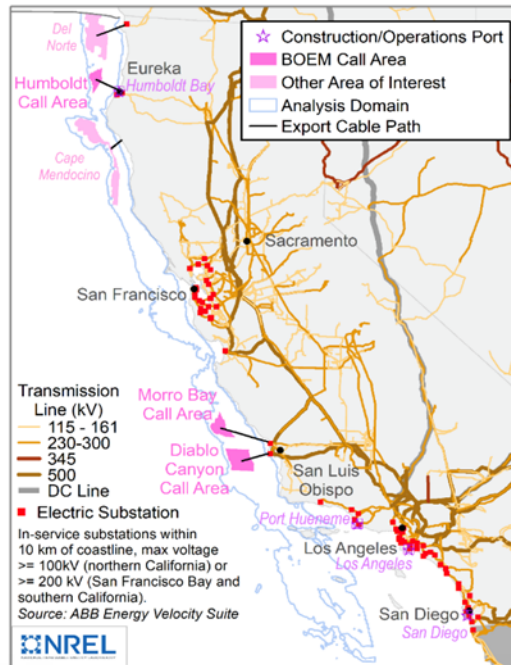 Del
Norte
Humboldt
Call Area
Eureka
Humboldt Bay
Construction/Operations Port
BOEM Call Area
Other Area of Interest
Analysis Domain
Export Cable Path
Cape
Mendocino
Sacramento
San Francisco
Morro Bay
Call Area
Diablo
Canyon
Call Area
San Luis
Obispo
Port Hueneme
Los Angeles
Los Angeles
San Diego
San Diego
Transmission
Line (kV)
115 - 161
230-300
345
500
DC Line
Electric Substation
In-service substations within
10 km of coastline, max voltage
>= 100kV (northern California) or
>= 200 kV (San Francisco Bay and
southern California).
Source: ABB Energy Velocity Suite
NREL